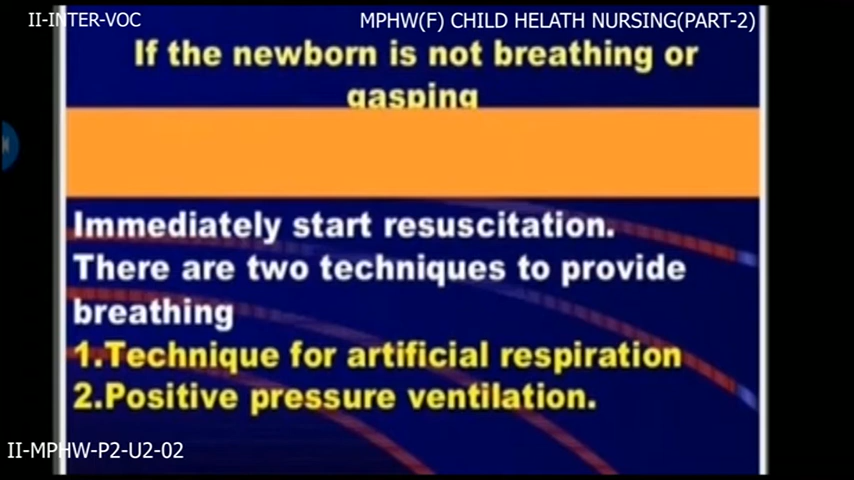 II-INTER-VOC
MPHW(F) CHILD HELATH NURSING(PART-2)
If the newborn is not breathing or
gasping
Immediately start resuscitation.
There are two techniques to provide
breathing
1.Technique for artificial respiration
2.Positive pressure ventilation.
II-MPHW-P2-U2-02